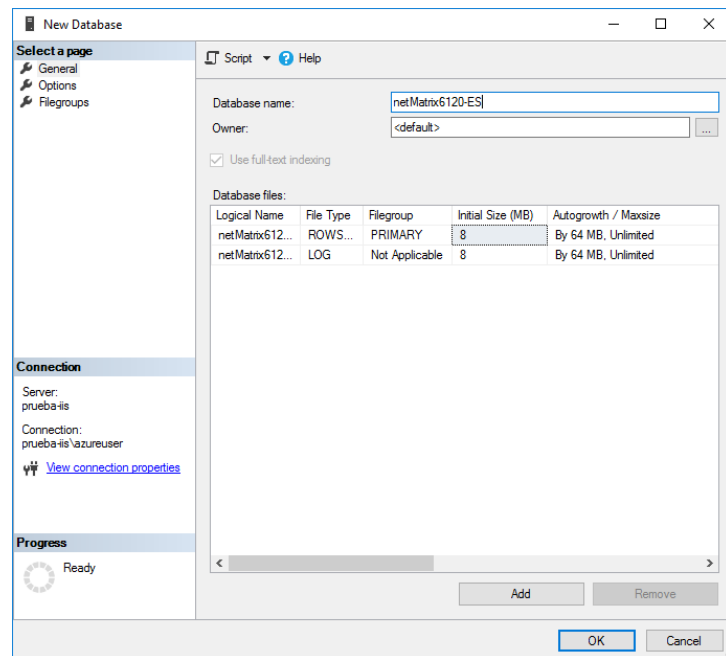 New Database
Select a page
General
Options
Filegroups
Script Help
Database name: netMatrix6120-ES
Owner: <default> ...
Use full-text indexing
Database files:
Logical Name File Type Filegroup Initial Size (MB) Autogrowth / Maxsize
netMatrix612... ROWS... PRIMARY 8 By 64 MB, Unlimited
netMatrix612... LOG Not Applicable 8 By 64 MB, Unlimited
Connection
Server:
prueba-iis
Connection:
prueba-iis\azureuser
View connection properties
Progress
Ready
Add Remove
OK Cancel